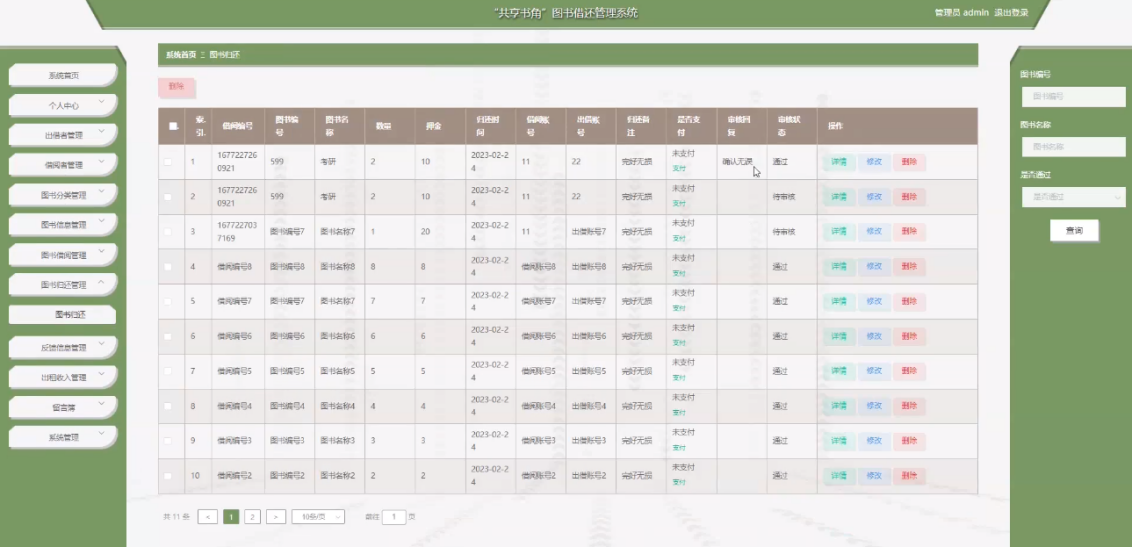 “共享书角”图书借还管理系统
管理员 admin 退出登录
系统首页
个人中心
出借者管理
借阅者管理
图书分类管理
图书信息管理
图书借阅管理
图书归还管理
图书归还
反馈信息管理
出租收入管理
留言簿
系统管理
系统首页 图书归还
删除
索引 借阅编号 图书编号 图书名称 数量 押金 归还时间 借阅账号 出借账号 归还备注 是否支付 审核回复 审核状态 操作
1 1677227260921 599 考研 2 10 2023-02-24 11 22 完好无损 未支付 支付 确认无误 通过 详情 修改 删除
2 1677227260921 599 考研 2 10 2023-02-24 11 22 完好无损 未支付 支付 待审核 详情 修改 删除
3 1677227037169 图书编号7 图书名称7 1 20 2023-02-24 11 出借账号7 完好无损 未支付 支付 待审核 详情 修改 删除
4 借阅编号8 图书编号8 图书名称8 8 8 2023-02-24 借阅账号8 出借账号8 完好无损 未支付 支付 通过 详情 修改 删除
5 借阅编号7 图书编号7 图书名称7 7 7 2023-02-24 借阅账号7 出借账号7 完好无损 未支付 支付 通过 详情 修改 删除
6 借阅编号6 图书编号6 图书名称6 6 6 2023-02-24 借阅账号6 出借账号6 完好无损 未支付 支付 通过 详情 修改 删除
7 借阅编号5 图书编号5 图书名称5 5 5 2023-02-24 借阅账号5 出借账号5 完好无损 未支付 支付 通过 详情 修改 删除
8 借阅编号4 图书编号4 图书名称4 4 4 2023-02-24 借阅账号4 出借账号4 完好无损 未支付 支付 通过 详情 修改 删除
9 借阅编号3 图书编号3 图书名称3 3 3 2023-02-24 借阅账号3 出借账号3 完好无损 未支付 支付 通过 详情 修改 删除
10 借阅编号2 图书编号2 图书名称2 2 2 2023-02-24 借阅账号2 出借账号2 完好无损 未支付 支付 通过 详情 修改 删除
共 11 条 < 1 2 > 10条/页 前往 1 页
图书编号
图书编号
图书名称
图书名称
是否通过
是否通过
查询